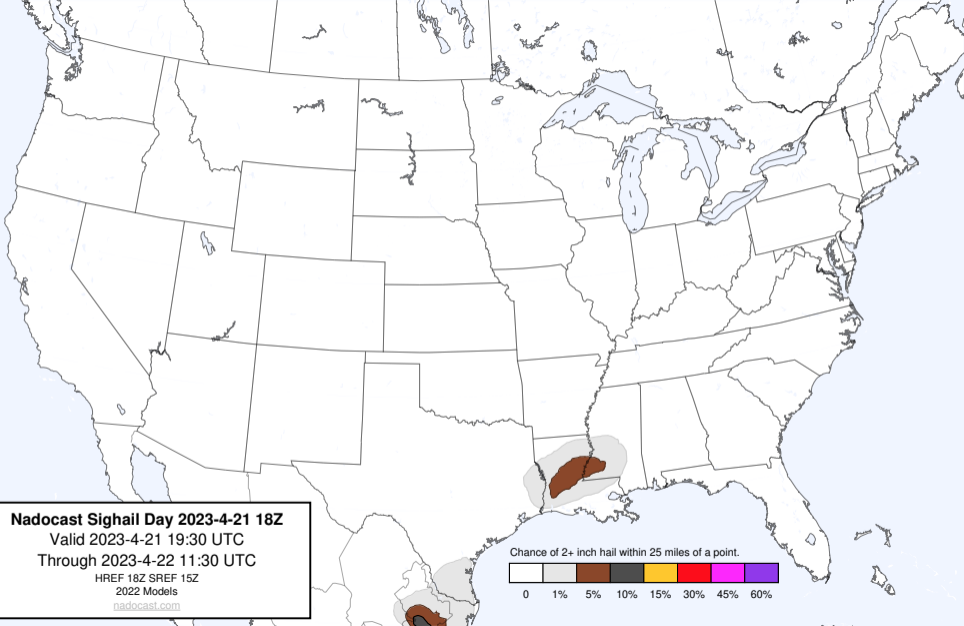 Nadocast Sighail Day 2023-4-21 18Z
Valid 2023-4-21 19:30 UTC
Through 2023-4-22 11:30 UTC
HREF 18Z SREF 15Z
2022 Models
nadocast.com
Chance of 2+ inch hail within 25 miles of a point.
0 1% 5% 10% 15% 30% 45% 60%